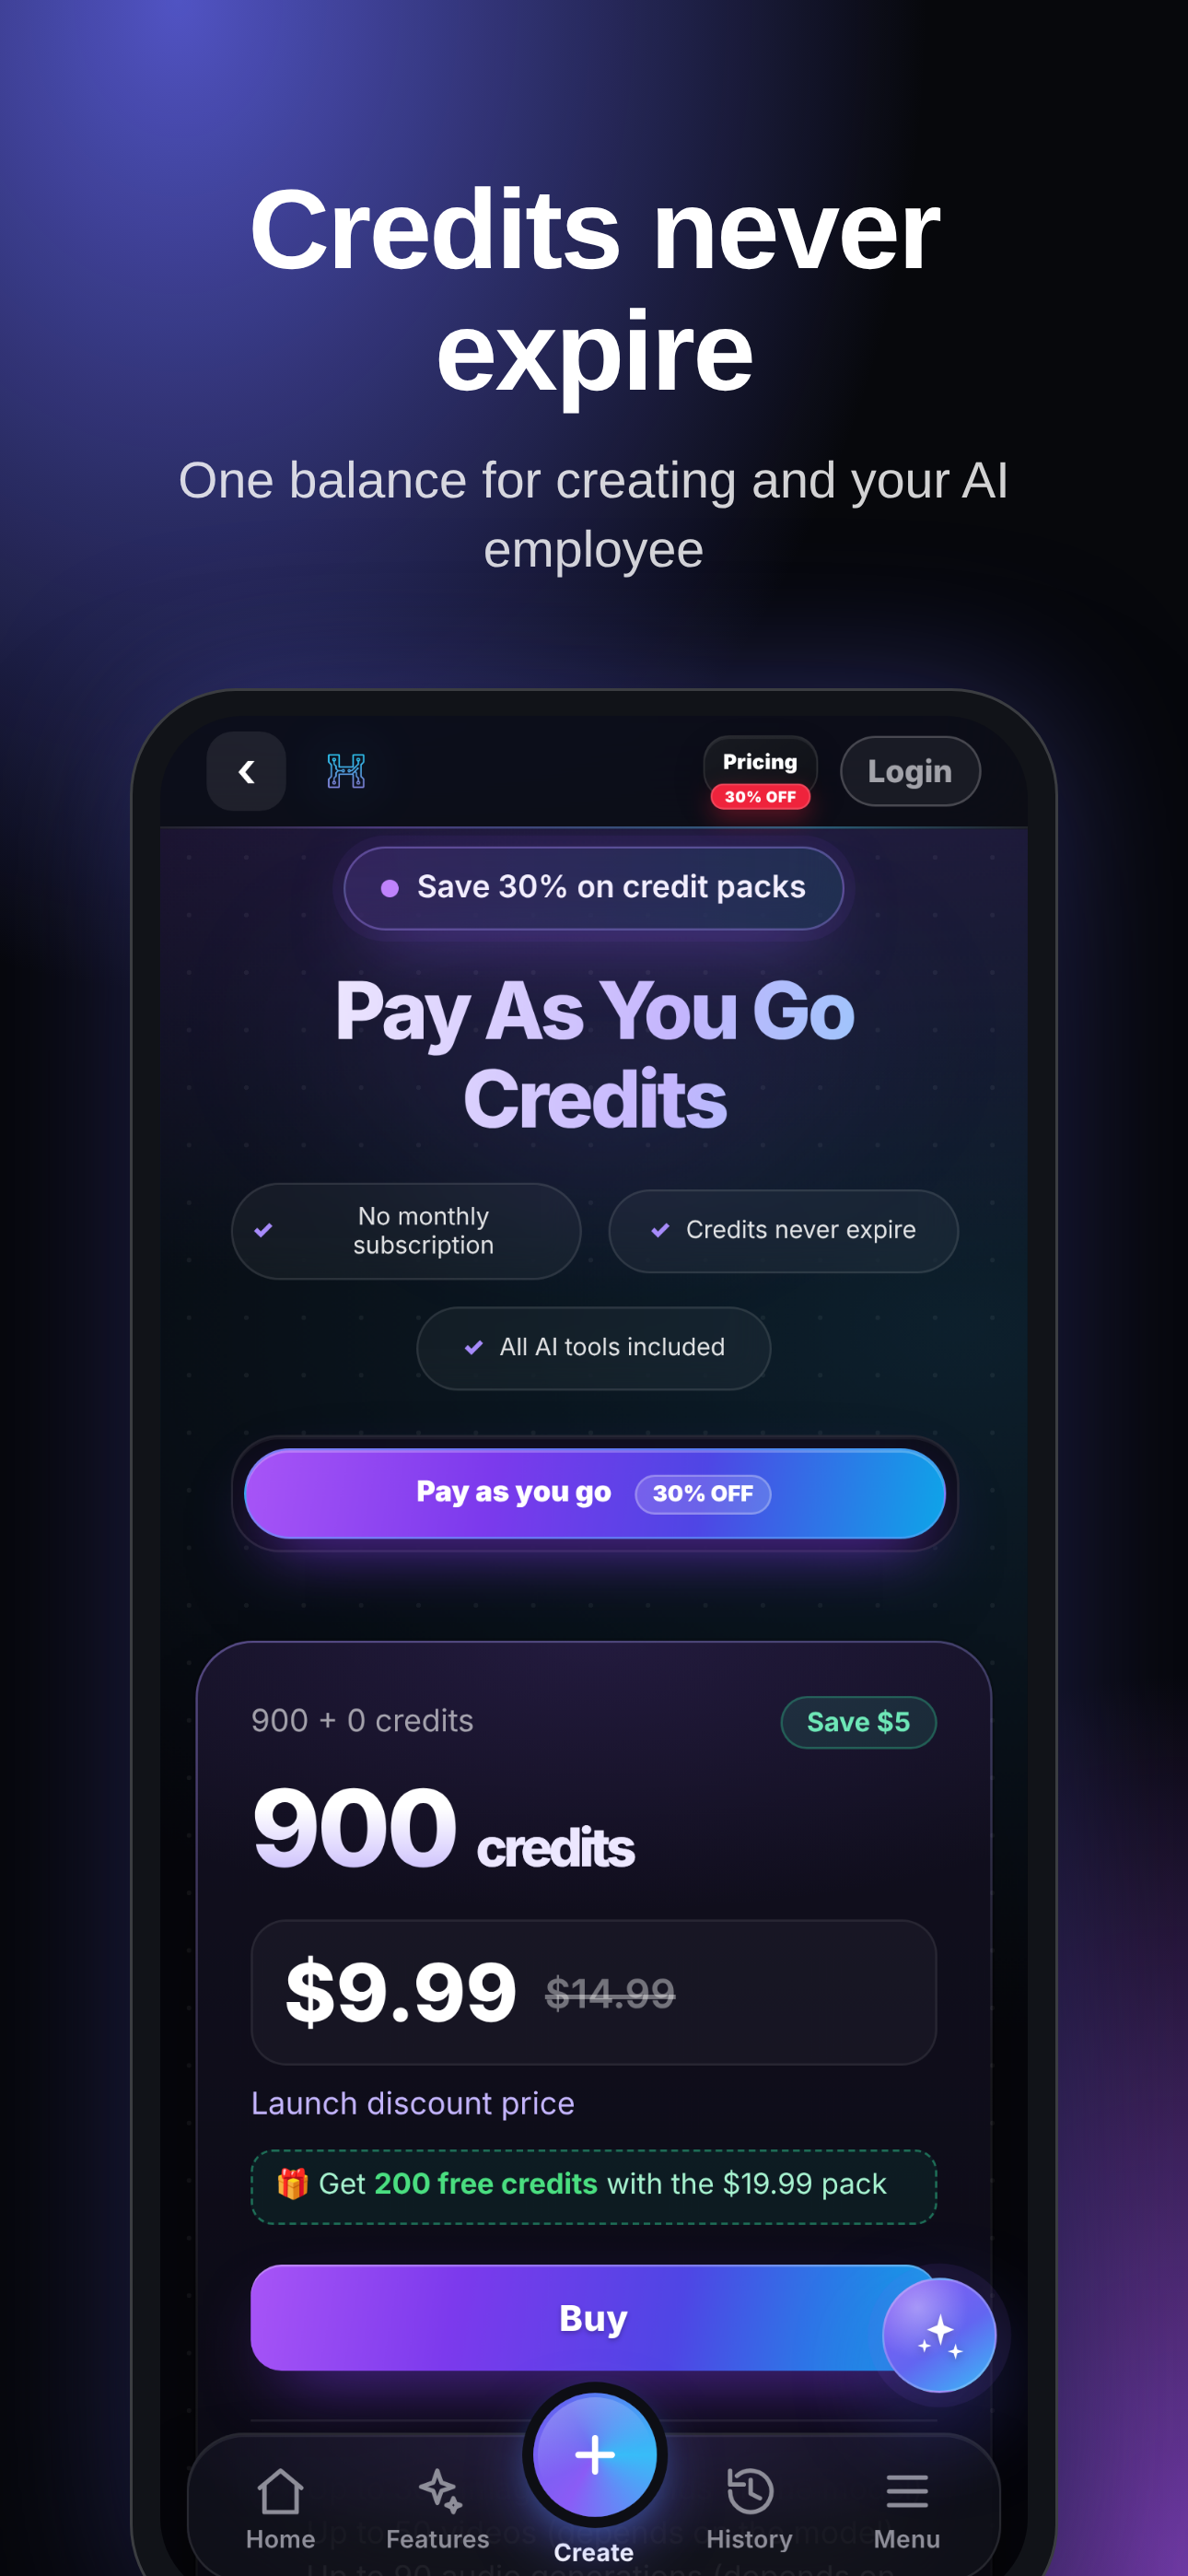 Credits never
expire
One balance for creating and your AI
employee
Pricing
30% OFF
Login
Save 30% on credit packs
Pay As You Go
Credits
No monthly
subscription
Credits never expire
All AI tools included
Pay as you go 30% OFF
900 + 0 credits
Save $5
900 credits
$9.99 $14.99
Launch discount price
🎁 Get 200 free credits with the $19.99 pack
Buy
Home
Features
Create
History
Menu